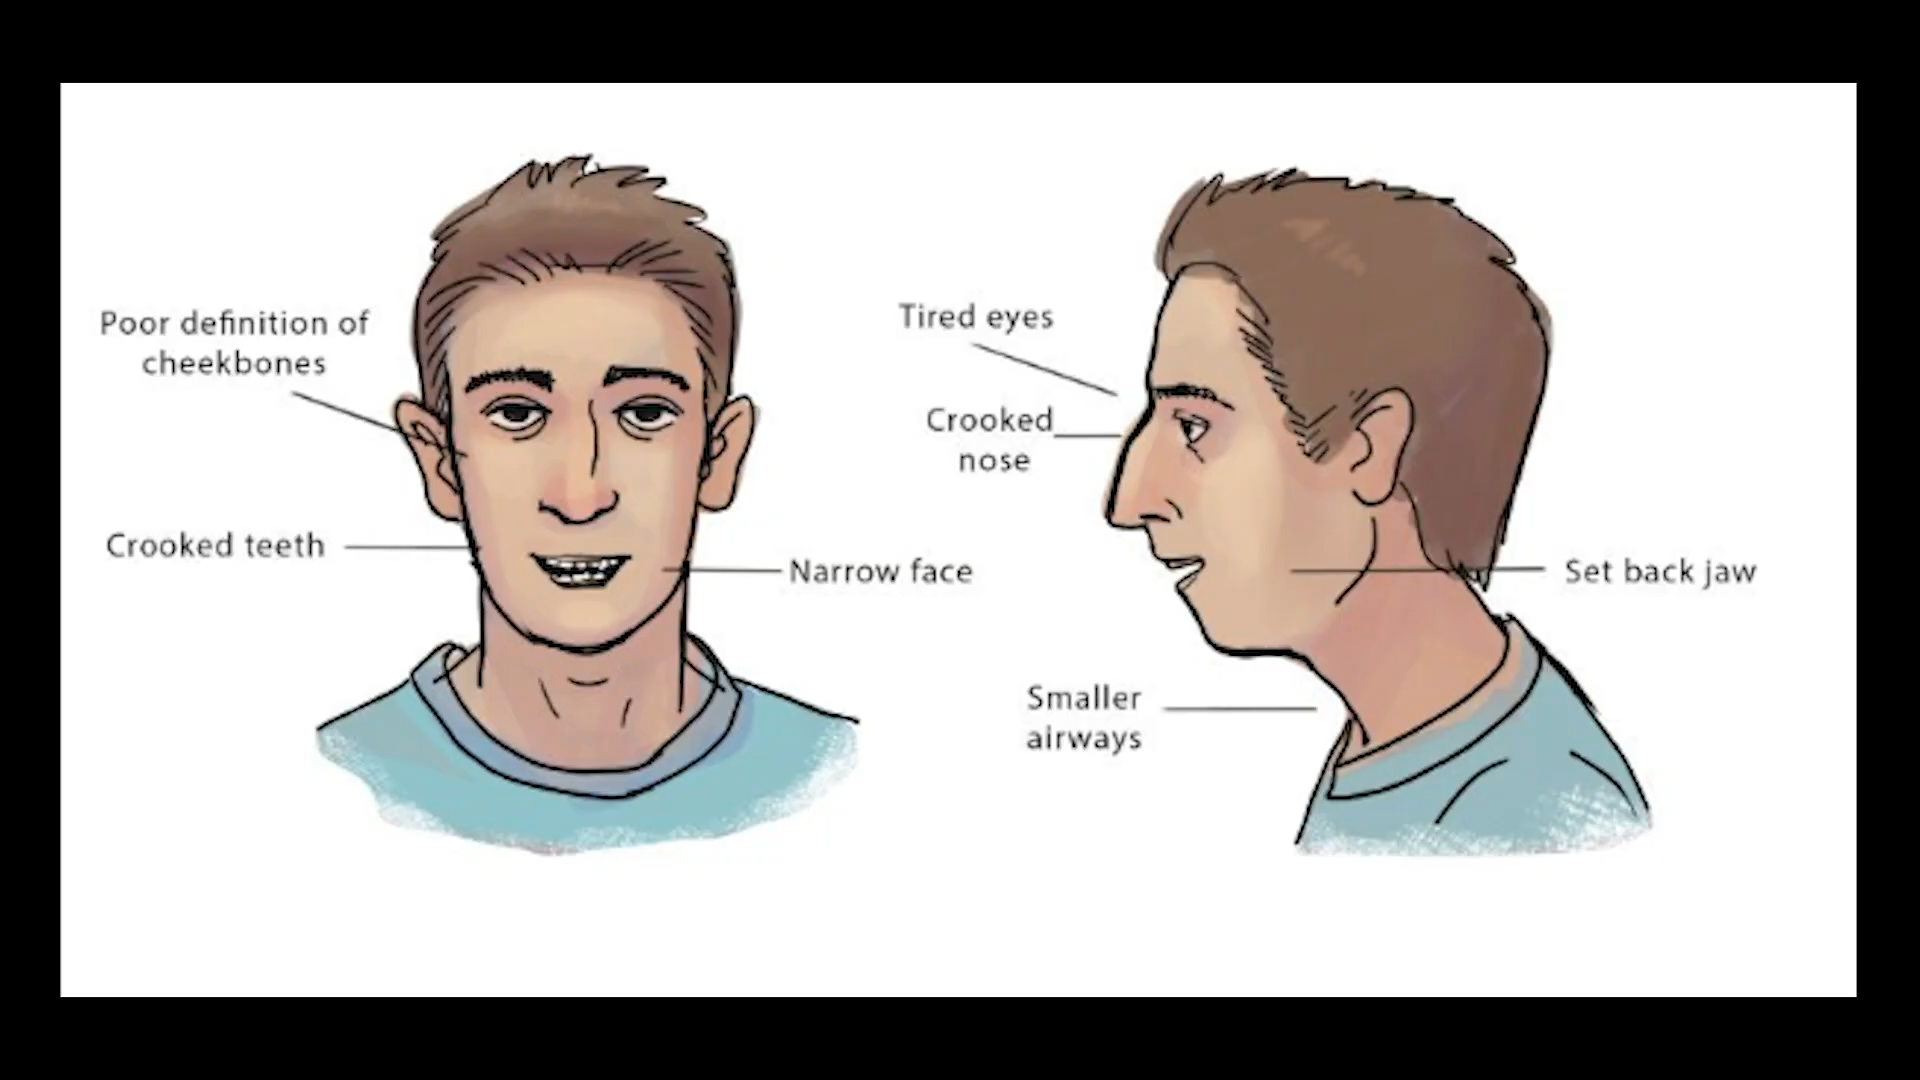 Poor definition of
cheekbones
Crooked teeth
Narrow face
Tired eyes
Crooked
nose
Set back jaw
Smaller
airways